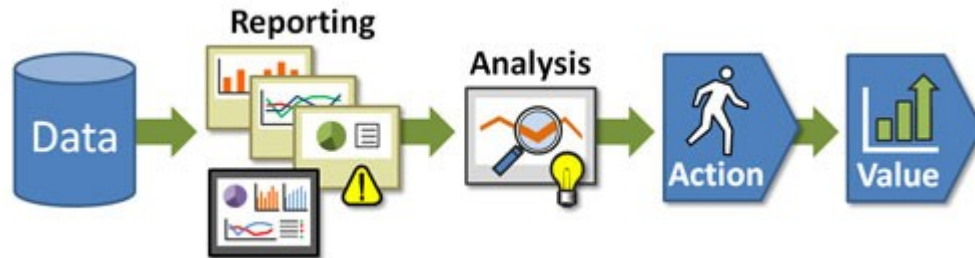 Reporting
Analysis
Data
Action
Value